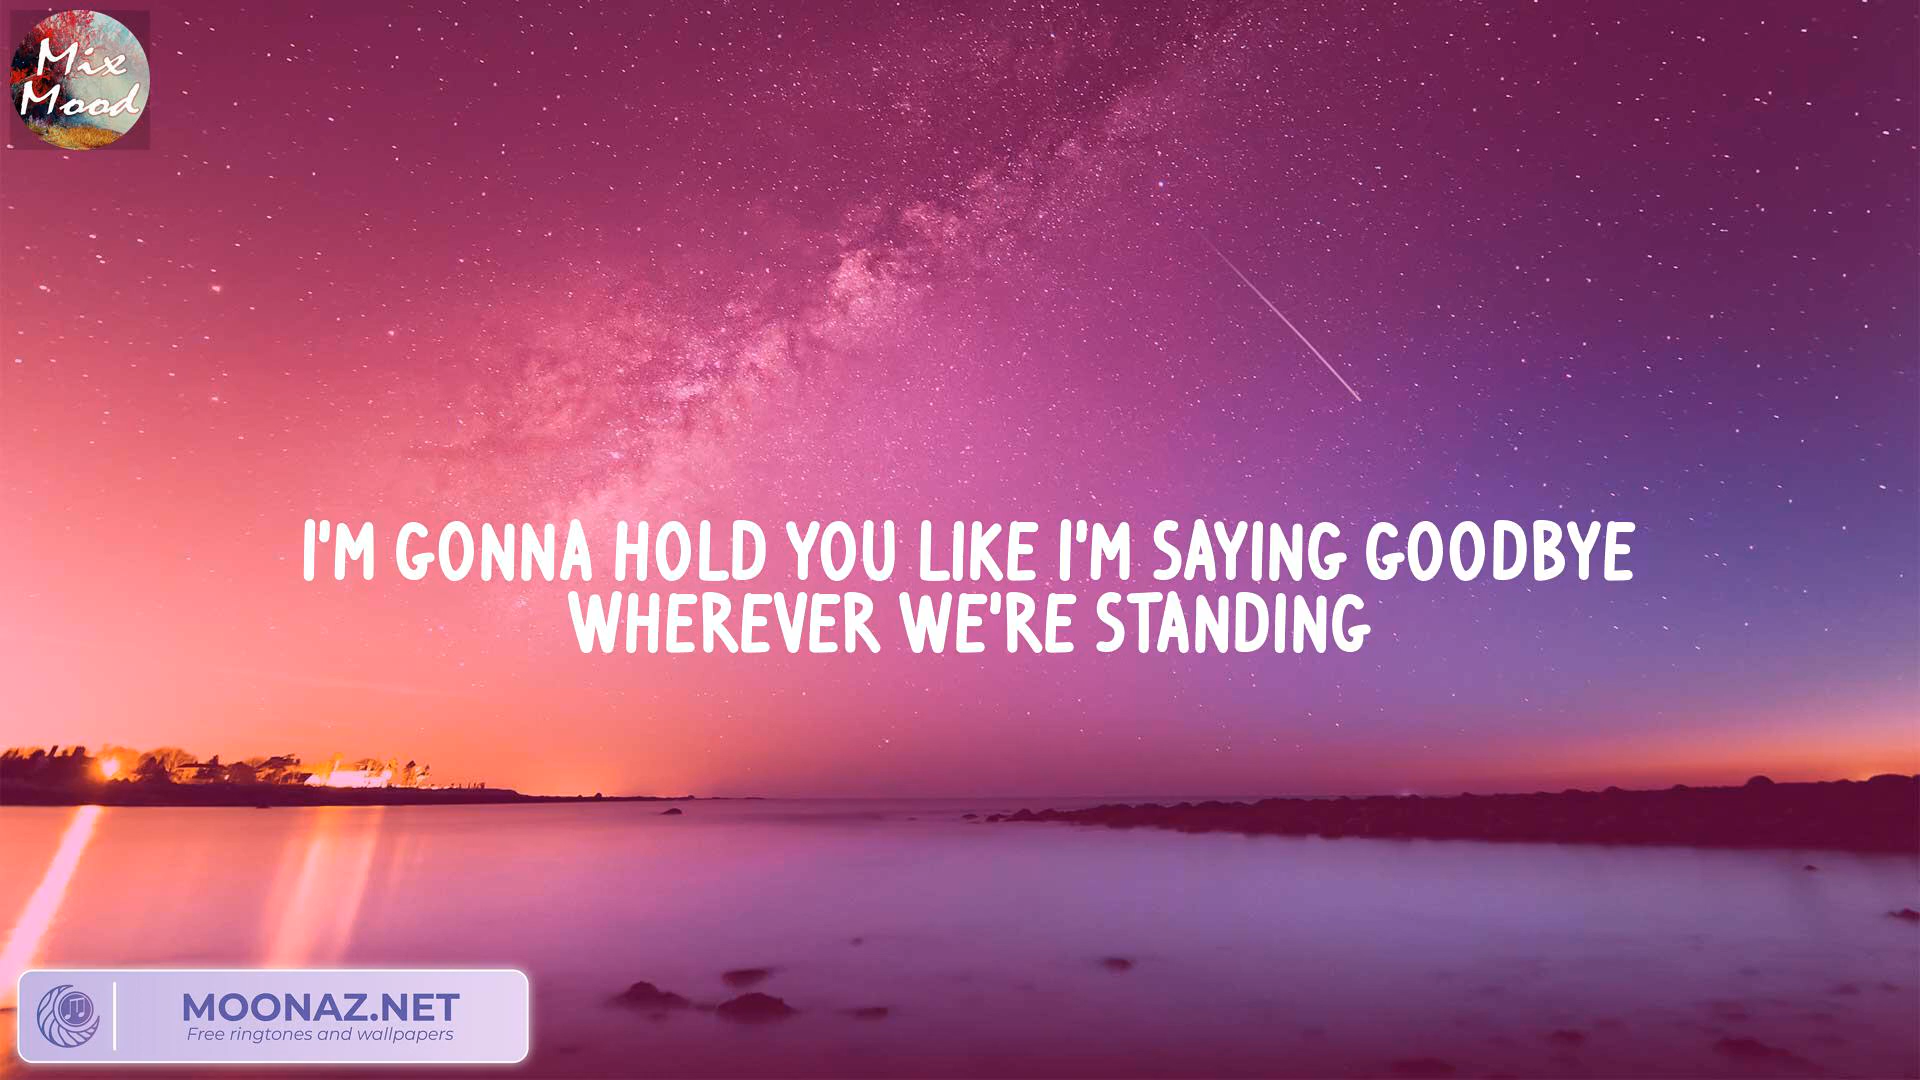 Mix
Mood
I'M GONNA HOLD YOU LIKE I'M SAYING GOODBYE
WHEREVER WE'RE STANDING
MOONAZ.NET
Free ringtones and wallpapers